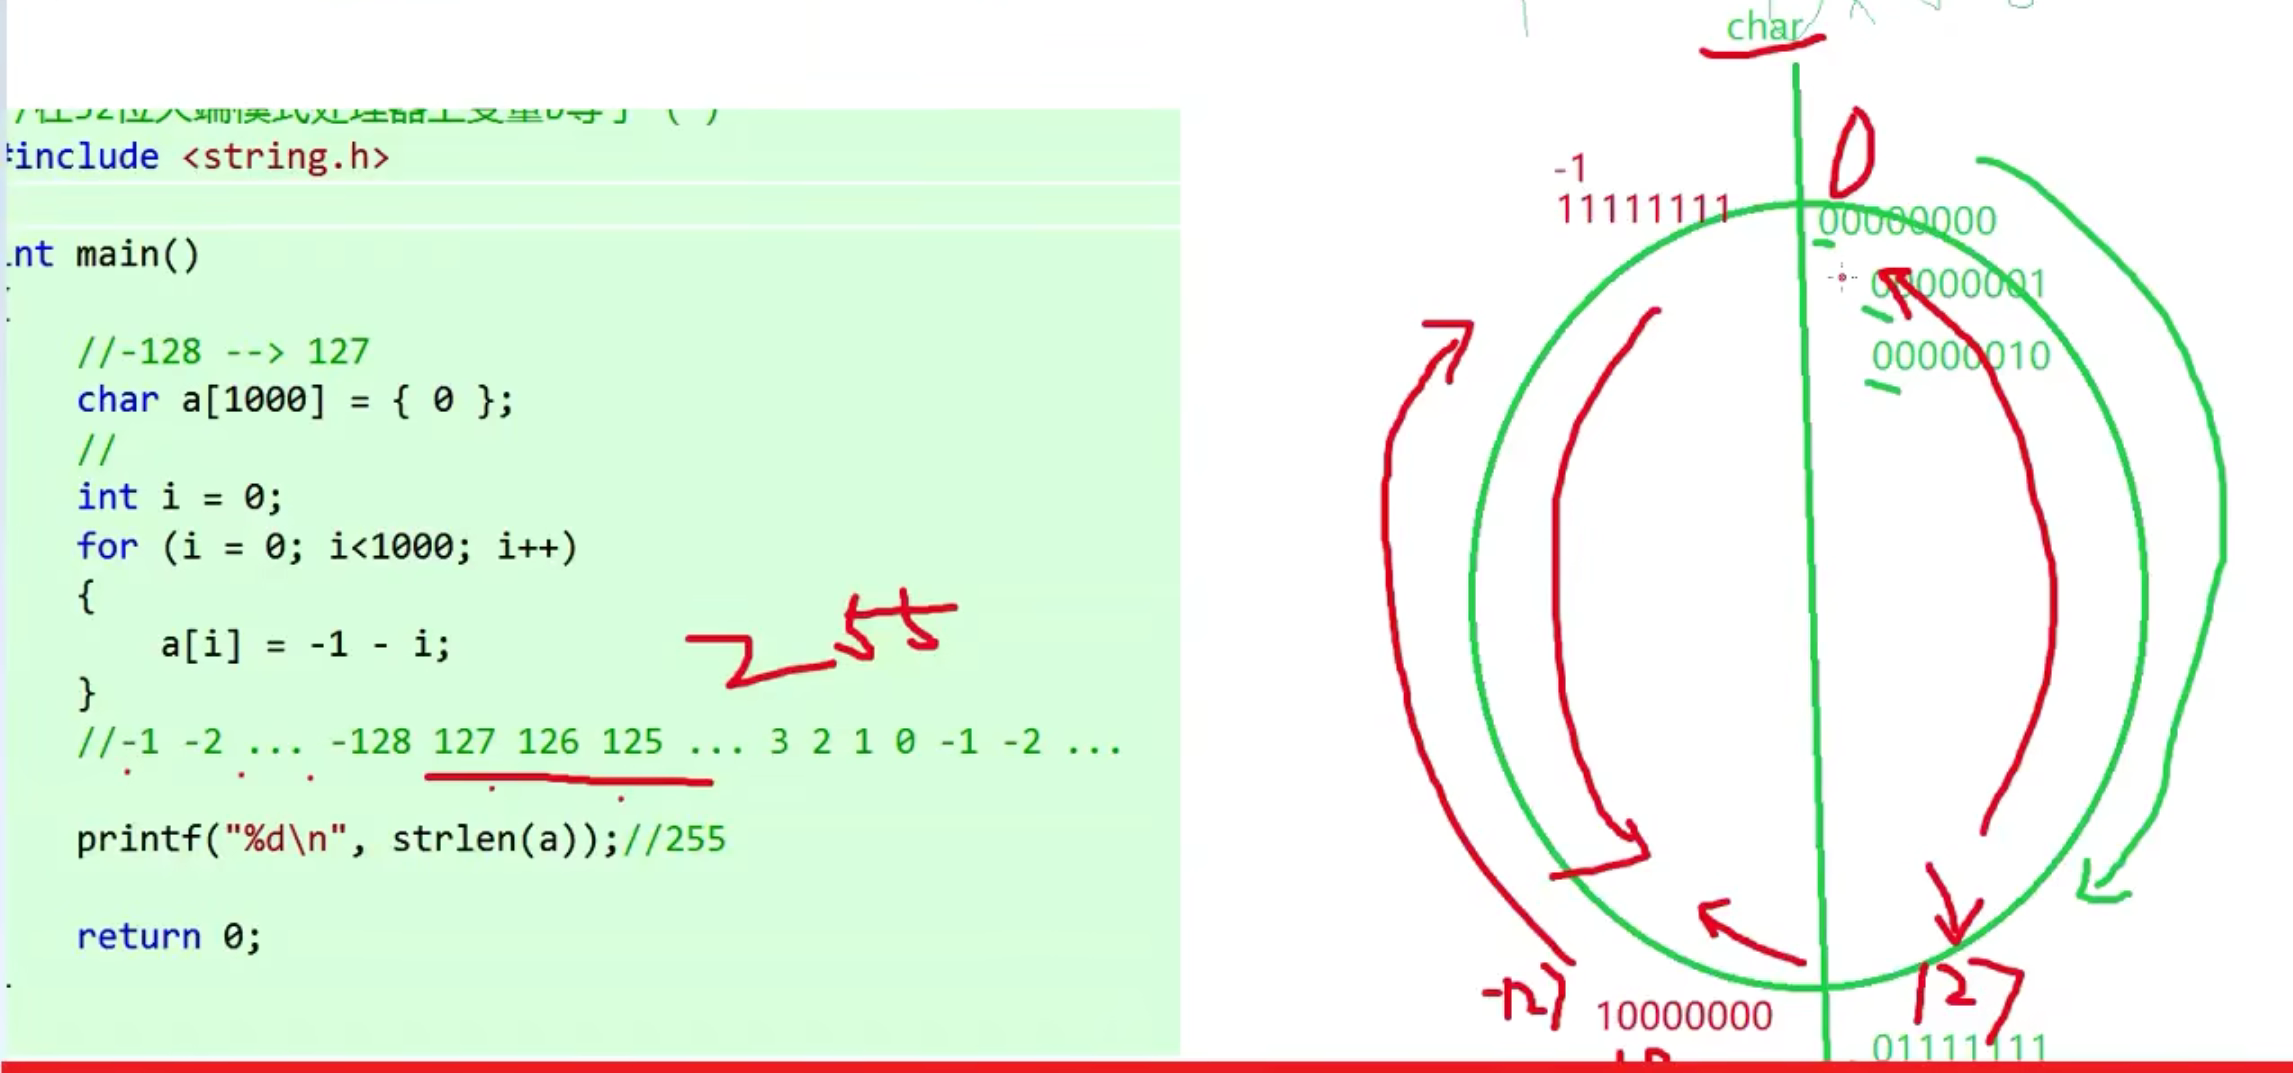 //在32位大端模式处理器上变量b等于（ ）
#include <string.h>
int main()
{
//-128 --> 127
char a[1000] = { 0 };
//
int i = 0;
for (i = 0; i<1000; i++)
{
a[i] = -1 - i;
}
255
//-1 -2 ... -128 127 126 125 ... 3 2 1 0 -1 -2 ...
printf("%d\n", strlen(a));//255
return 0;
char
0
-1
11111111
00000000
00000001
00000010
127
10000000
01111111